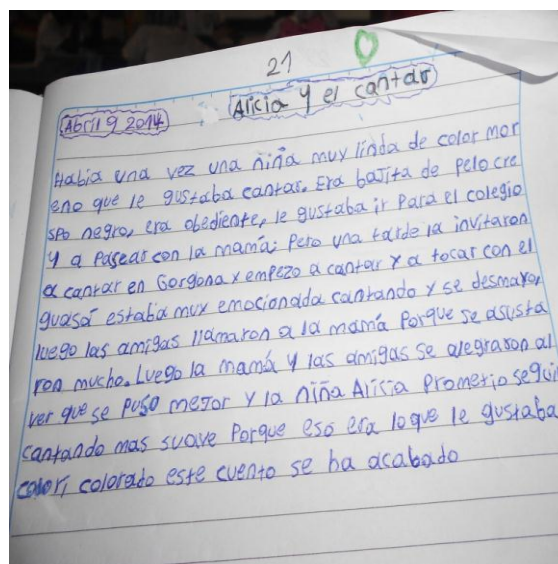 21
Alicia y el cantar
Abril 9 2014
Habia una vez una niña muy linda de color mor
eno que le gustaba cantar. Era bajita de pelo cre
spo negro, era obediente, le gustaba ir para el colegio
y a pasear con la mamá; Pero una tarde la invitaron
a cantar en Gorgona y empezo a cantar y a tocar con el
guasá estaba muy emocionada cantando y se desmayo,
luego las amigas llamaron a la mamá Porque se asusta
ron mucho. Luego la mamá y las amigas se alegraron al
ver que se puso mejor y la niña Alicia Prometio segui
cantando mas suave Porque eso era lo que le gustaba
colori, colorado este cuento se ha acabado